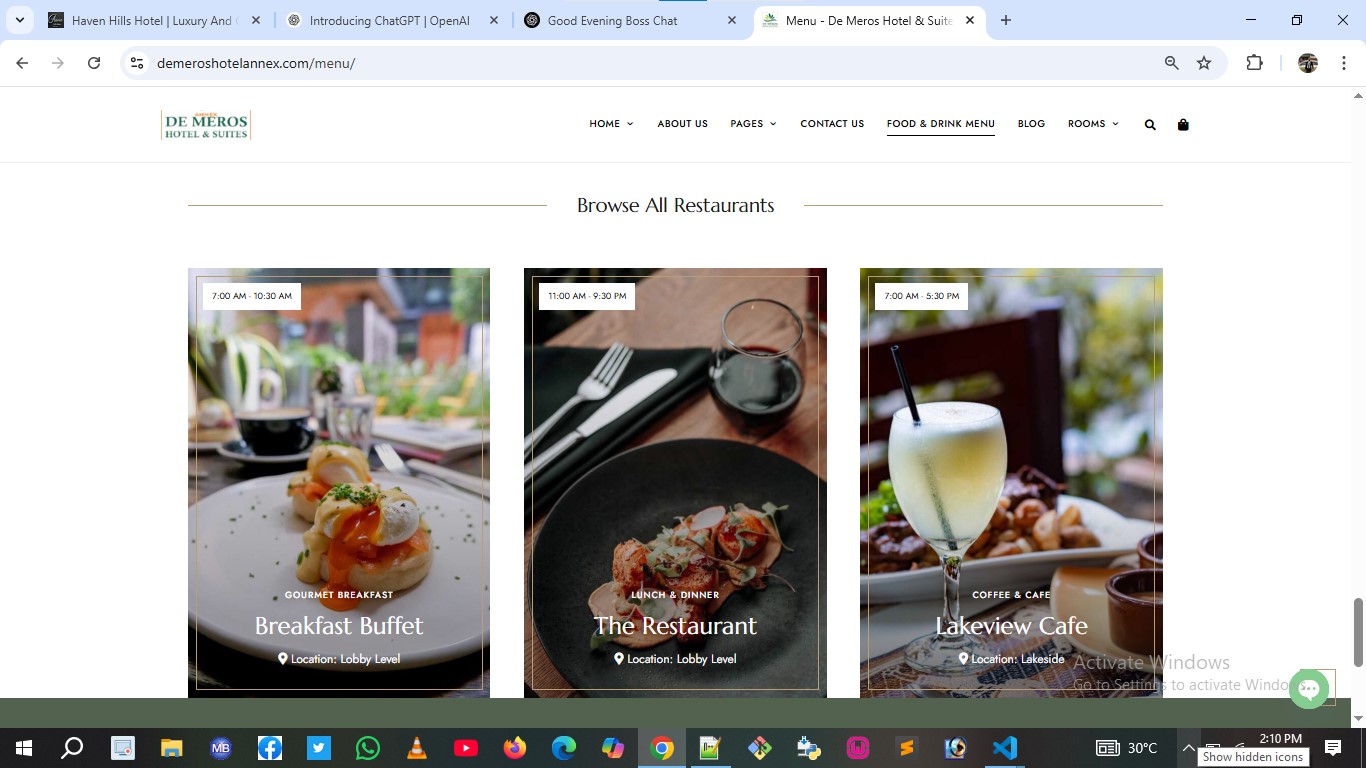 Haven Hills Hotel | Luxury And
Introducing ChatGPT | OpenAI
Good Evening Boss Chat
Menu - De Meros Hotel & Suite
demeroshotelannex.com/menu/
DE MEROS
HOTEL & SUITES
HOME
ABOUT US
PAGES
CONTACT US
FOOD & DRINK MENU
BLOG
ROOMS
Browse All Restaurants
7:00 AM - 10:30 AM
11:00 AM - 9:30 PM
7:00 AM - 5:30 PM
GOURMET BREAKFAST
Breakfast Buffet
Location: Lobby Level
LUNCH & DINNER
The Restaurant
Location: Lobby Level
COFFEE & CAFE
Lakeview Cafe
Location: Lakeside
Activate Windows
Go to Settings to activate Windows.
MB
30°C
2:10 PM
Show hidden icons